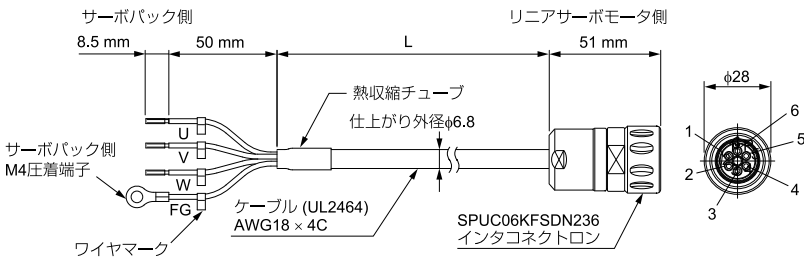 サーボパック側
リニアサーボモータ側
8.5 mm
50 mm
L
51 mm
φ28
熱収縮チューブ
仕上がり外径φ6.8
U
V
W
FG
サーボパック側
M4圧着端子
ワイヤマーク
ケーブル (UL2464)
AWG18 × 4C
SPUC06KFSDN236
インタコネクトロン
1
2
3
4
5
6